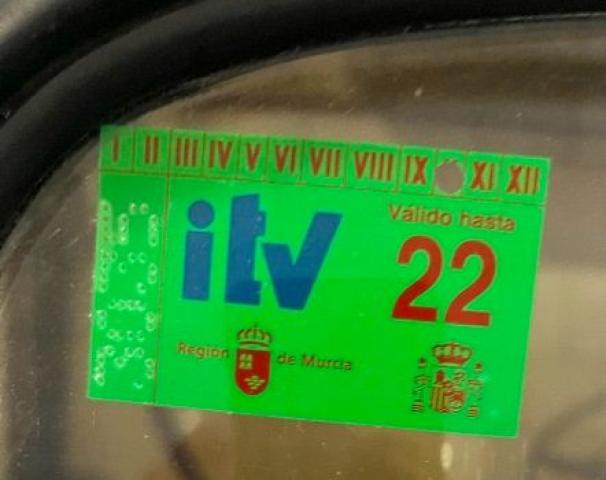 I II III IV V VI VII VIII IX XI XII
itv
Válido hasta
22
Región de Murcia